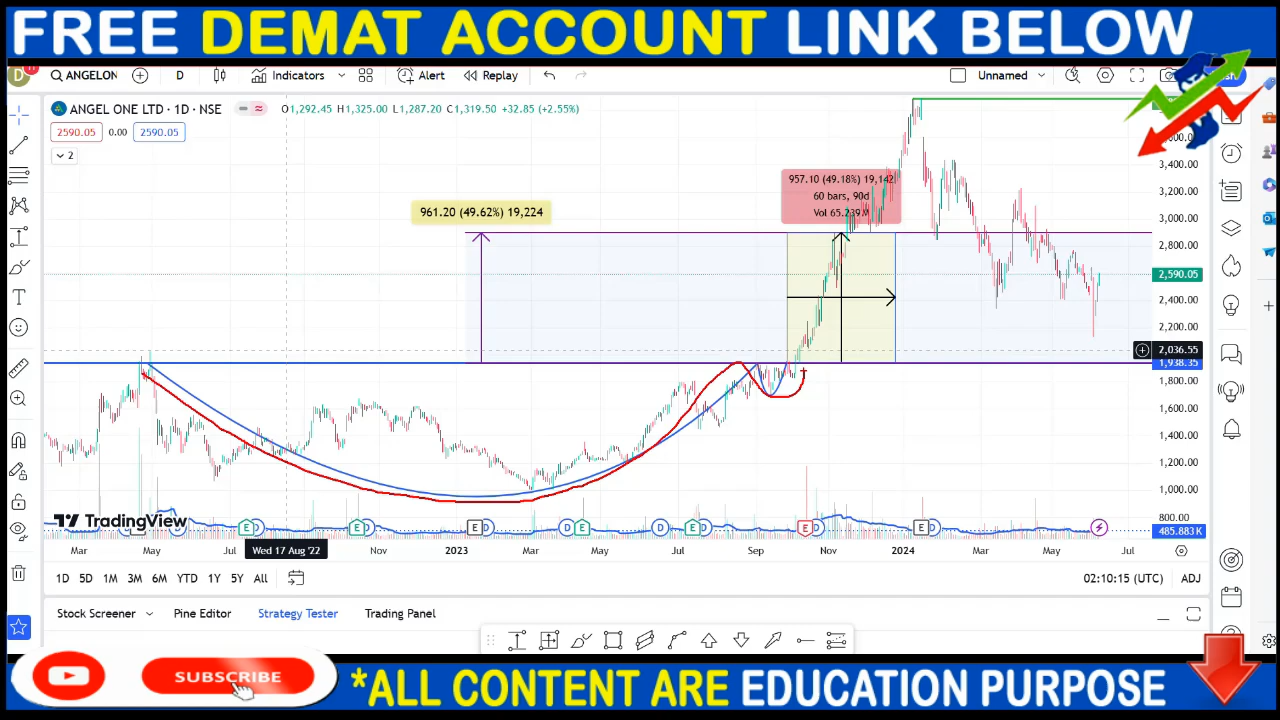 FREE DEMAT ACCOUNT LINK BELOW
D 11 ANGELON D Indicators Alert Replay Unnamed
ANGEL ONE LTD · 1D · NSE O1,292.45 H1,325.00 L1,287.20 C1,319.50 +32.85 (+2.55%)
2590.05 0.00 2590.05
2
957.10 (49.18%) 19,142
60 bars, 90d
Vol 65.239M
961.20 (49.62%) 19,224
3,600.00
3,400.00
3,200.00
3,000.00
2,800.00
2,590.05
2,400.00
2,200.00
2,036.55
1,938.35
1,800.00
1,600.00
1,400.00
1,200.00
1,000.00
800.00
485.883K
TradingView
E D E D E D D E D E D E D E D
Mar May Jul Wed 17 Aug '22 Nov 2023 Mar May Jul Sep Nov 2024 Mar May Jul
1D 5D 1M 3M 6M YTD 1Y 5Y All 02:10:15 (UTC) ADJ
Stock Screener Pine Editor Strategy Tester Trading Panel
SUBSCRIBE
*ALL CONTENT ARE EDUCATION PURPOSE